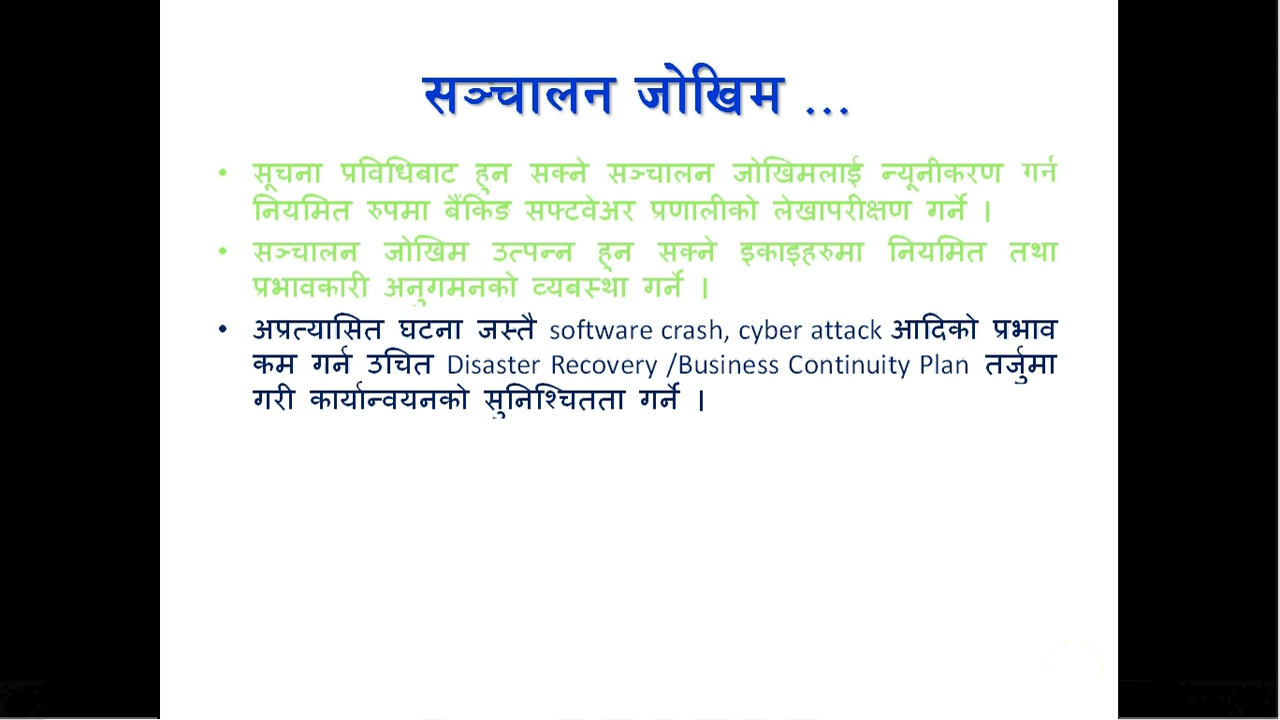 सञ्चालन जोखिम ...
• सूचना प्रविधिबाट हुन सक्ने सञ्चालन जोखिमलाई न्यूनीकरण गर्न
नियमित रुपमा बैंकिङ सफ्टवेअर प्रणालीको लेखापरीक्षण गर्ने ।
• सञ्चालन जोखिम उत्पन्न हुन सक्ने इकाइहरुमा नियमित तथा
प्रभावकारी अनुगमनको व्यबस्था गर्ने ।
• अप्रत्यासित घटना जस्तै software crash, cyber attack आदिको प्रभाव
कम गर्न उचित Disaster Recovery /Business Continuity Plan तर्जुमा
गरी कार्यान्वयनको सुनिश्चितता गर्ने ।